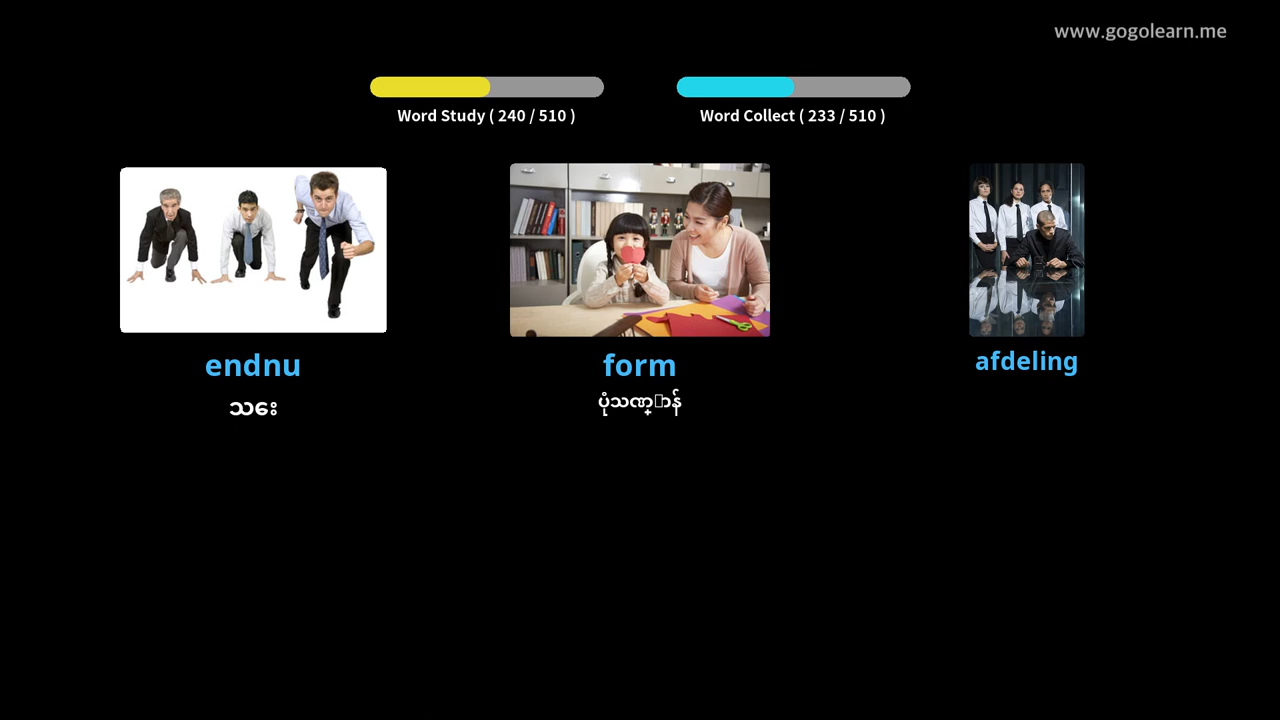 www.gogolearn.me
Word Study ( 240 / 510 )
Word Collect ( 233 / 510 )
endnu
form
afdeling
သေး